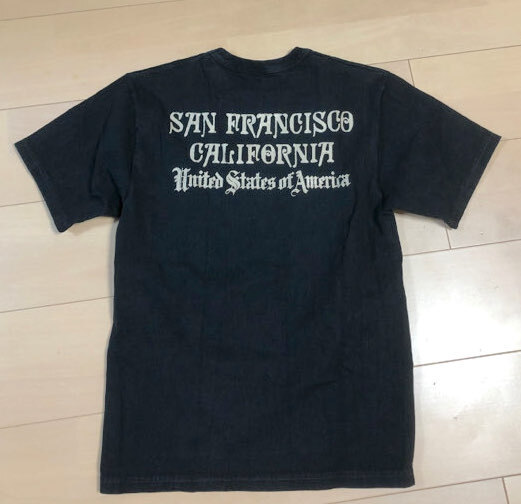 SAN FRANCISCO
CALIFORNIA
United States of America